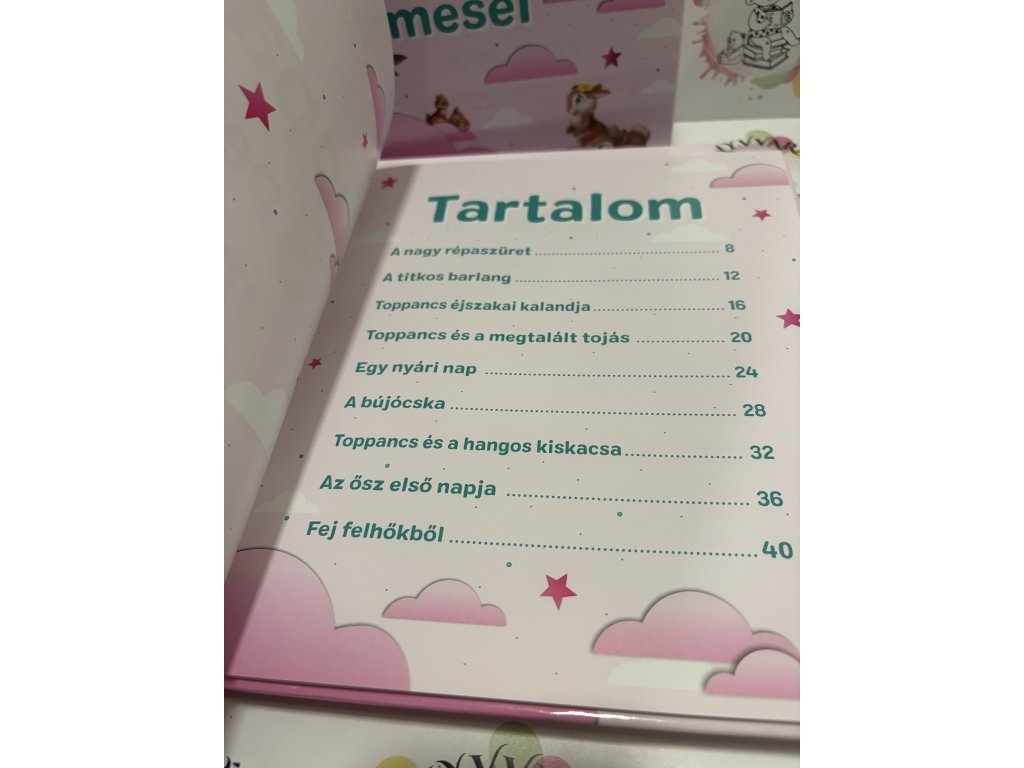 mesél
Tartalom
A nagy répaszüret ........ 8
A titkos barlang ........ 12
Toppancs éjszakai kalandja ........ 16
Toppancs és a megtalált tojás ........ 20
Egy nyári nap ........ 24
A bújócska ........ 28
Toppancs és a hangos kiskacsa ........ 32
Az ősz első napja ........ 36
Fej felhőkből ........ 40